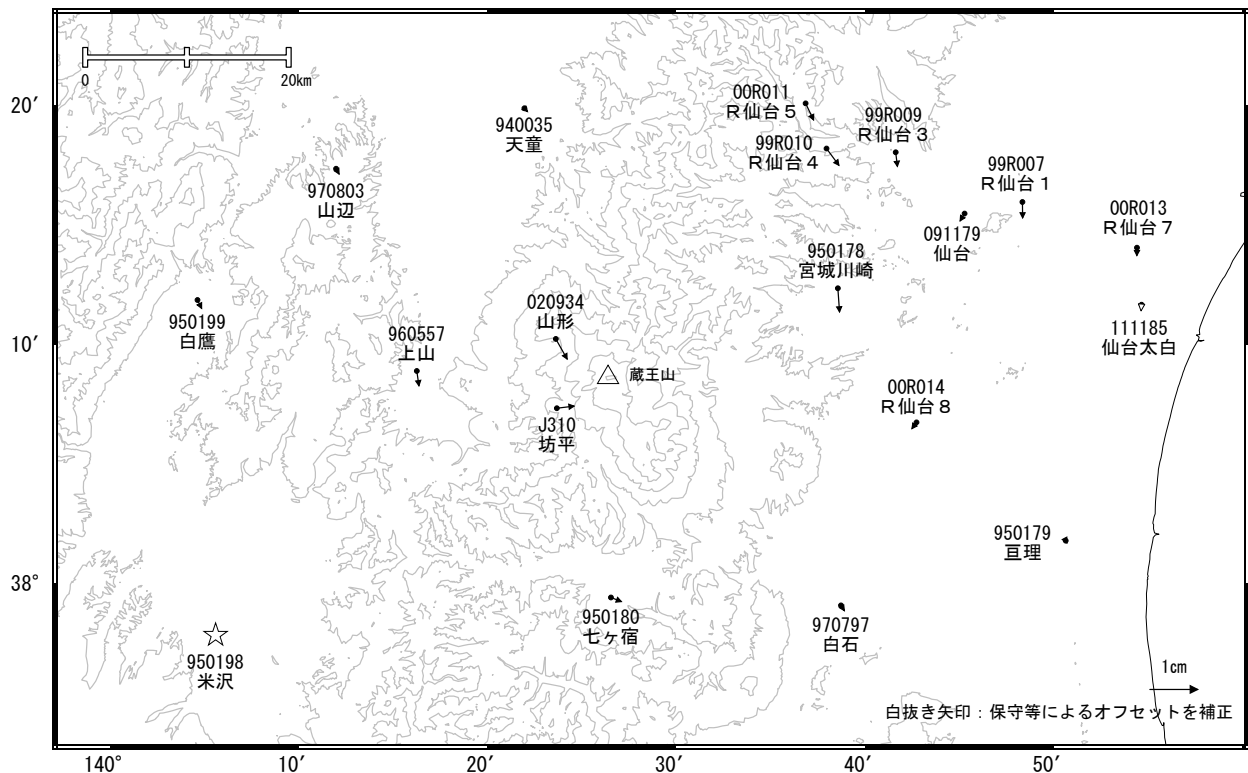 0
20km
20′
10′
38°
00R011
R仙台5
99R009
R仙台3
940035
天童
99R010
R仙台4
99R007
R仙台1
970803
山辺
00R013
R仙台7
091179
仙台
950178
宮城川崎
020934
山形
950199
白鷹
960557
上山
111185
仙台太白
蔵王山
00R014
R仙台8
J310
坊平
950179
亘理
950180
七ヶ宿
970797
白石
950198
米沢
1cm
白抜き矢印：保守等によるオフセットを補正
140°
10′
20′
30′
40′
50′